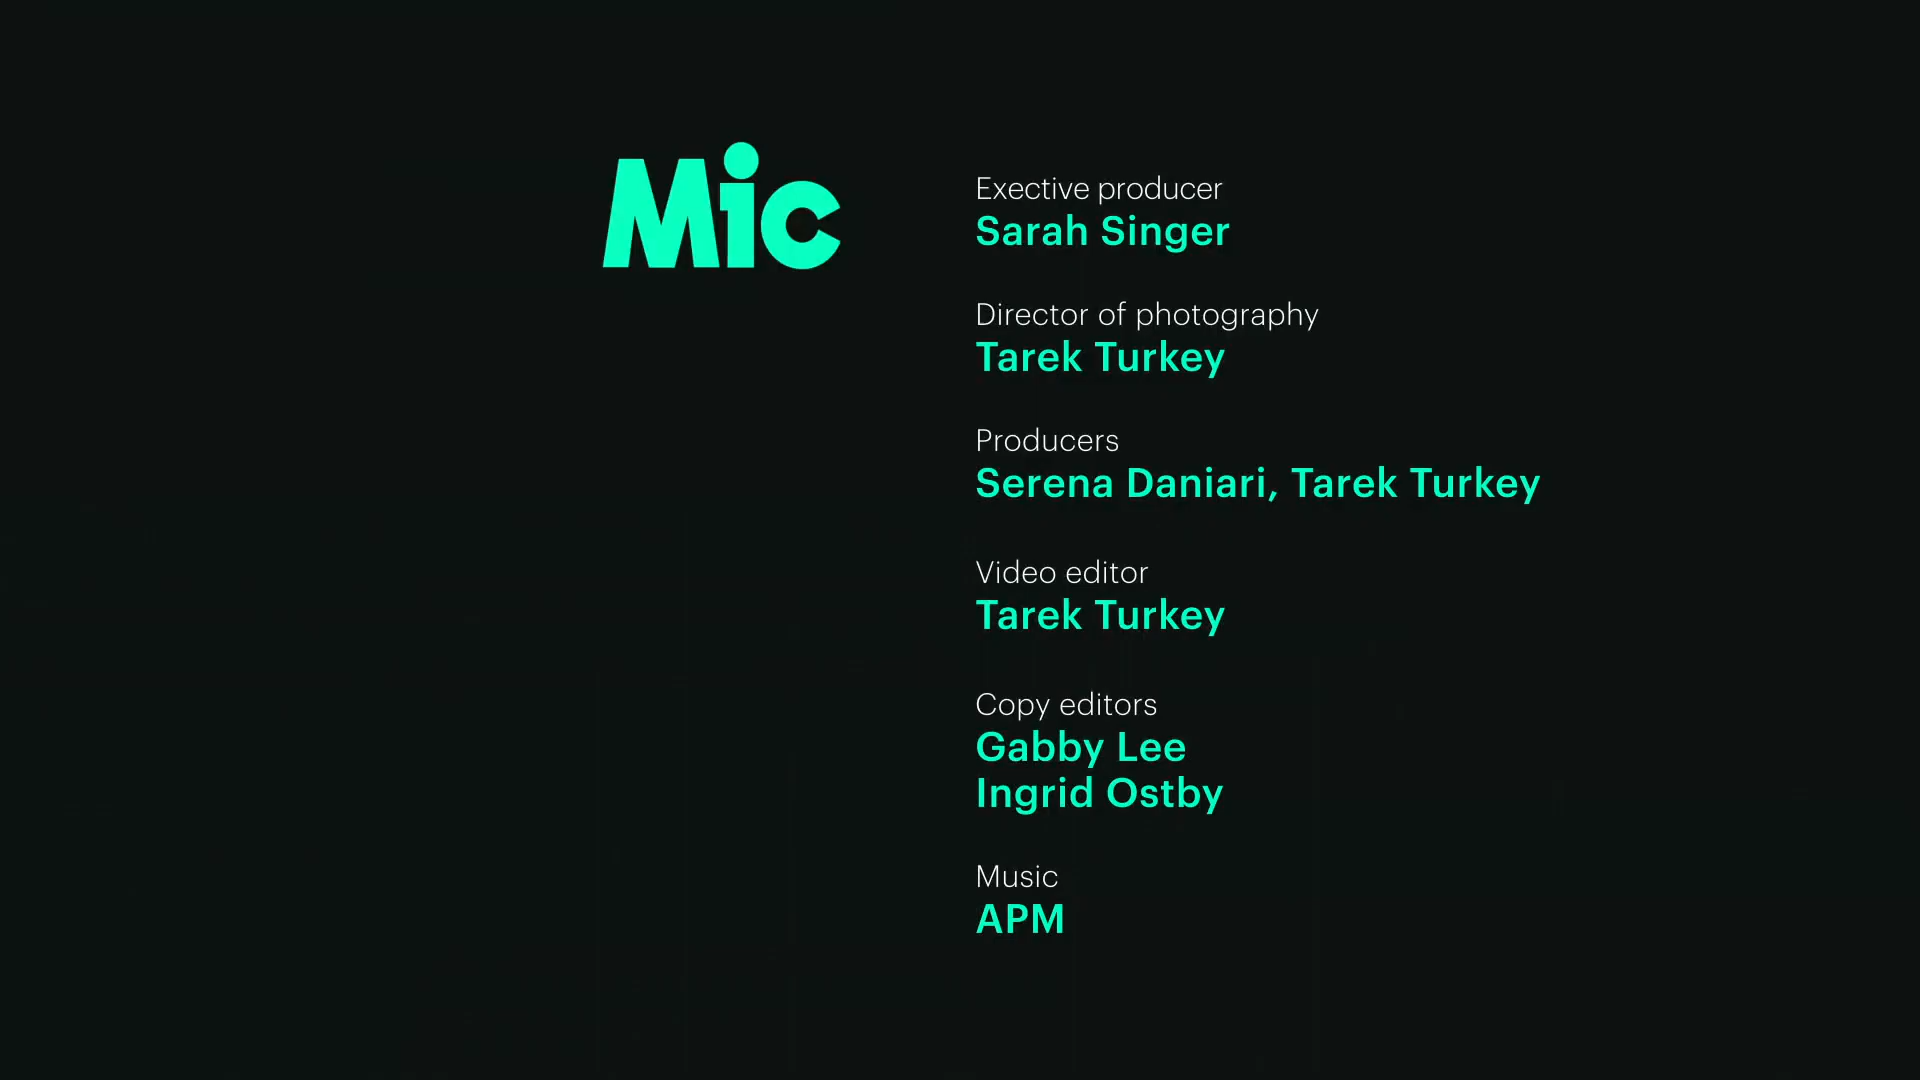 Mic
Exective producer
Sarah Singer
Director of photography
Tarek Turkey
Producers
Serena Daniari, Tarek Turkey
Video editor
Tarek Turkey
Copy editors
Gabby Lee
Ingrid Ostby
Music
APM